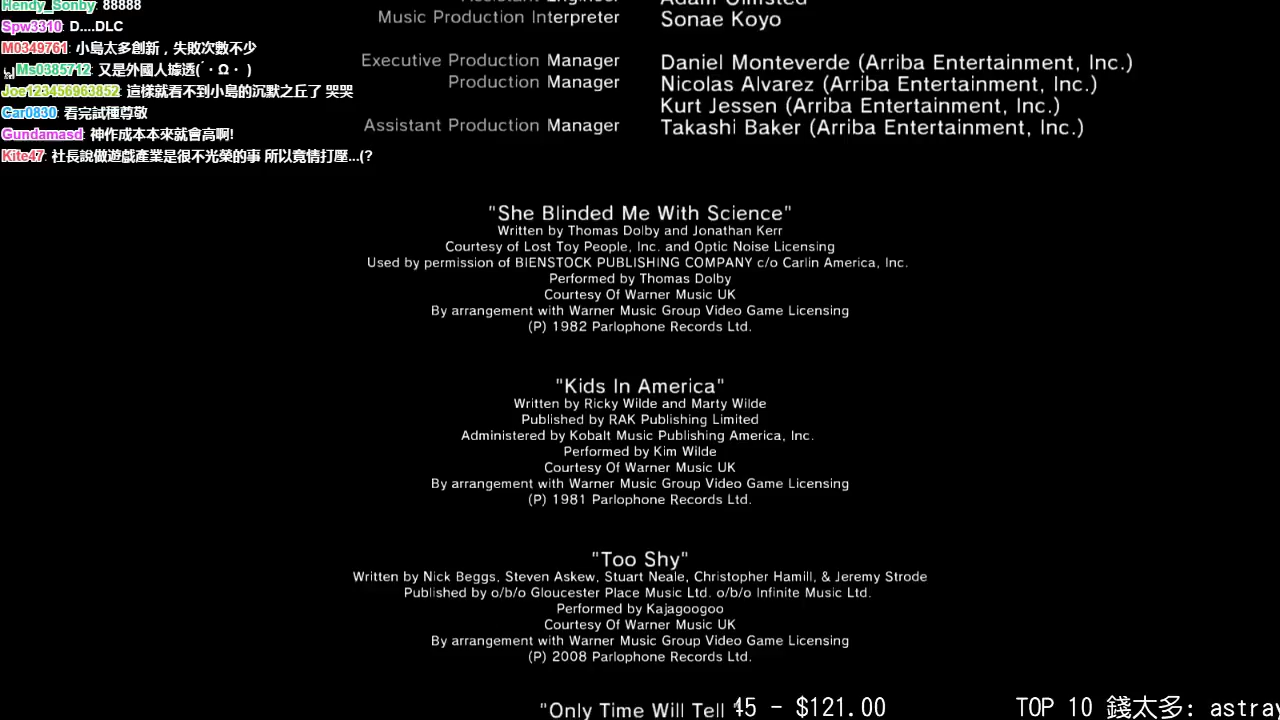 Hendy_Sonby: 88888
Spw3310: D....DLC
M0349761: 小島太多創新，失敗次數不少
Ms0385712: 又是外國人壉透(´・Ω・ )
Joe123456963852: 這樣就看不到小島的沉默之丘了 哭哭
Car0830: 看完試種尊敬
Gundamasd: 神作成本本來就會高啊!
Kite47: 社長說做遊戲產業是很不光榮的事 所以竟情打壓...(?
Music Production Interpreter Sonae Koyo
Executive Production Manager Daniel Monteverde (Arriba Entertainment, Inc.)
Production Manager Nicolas Alvarez (Arriba Entertainment, Inc.)
Kurt Jessen (Arriba Entertainment, Inc.)
Assistant Production Manager Takashi Baker (Arriba Entertainment, Inc.)
"She Blinded Me With Science"
Written by Thomas Dolby and Jonathan Kerr
Courtesy of Lost Toy People, Inc. and Optic Noise Licensing
Used by permission of BIENSTOCK PUBLISHING COMPANY c/o Carlin America, Inc.
Performed by Thomas Dolby
Courtesy Of Warner Music UK
By arrangement with Warner Music Group Video Game Licensing
(P) 1982 Parlophone Records Ltd.
"Kids In America"
Written by Ricky Wilde and Marty Wilde
Published by RAK Publishing Limited
Administered by Kobalt Music Publishing America, Inc.
Performed by Kim Wilde
Courtesy Of Warner Music UK
By arrangement with Warner Music Group Video Game Licensing
(P) 1981 Parlophone Records Ltd.
"Too Shy"
Written by Nick Beggs, Steven Askew, Stuart Neale, Christopher Hamill, & Jeremy Strode
Published by o/b/o Gloucester Place Music Ltd. o/b/o Infinite Music Ltd.
Performed by Kajagoogoo
Courtesy Of Warner Music UK
By arrangement with Warner Music Group Video Game Licensing
(P) 2008 Parlophone Records Ltd.
"Only Time Will Tell
45 - $121.00 TOP 10 錢太多: astrav